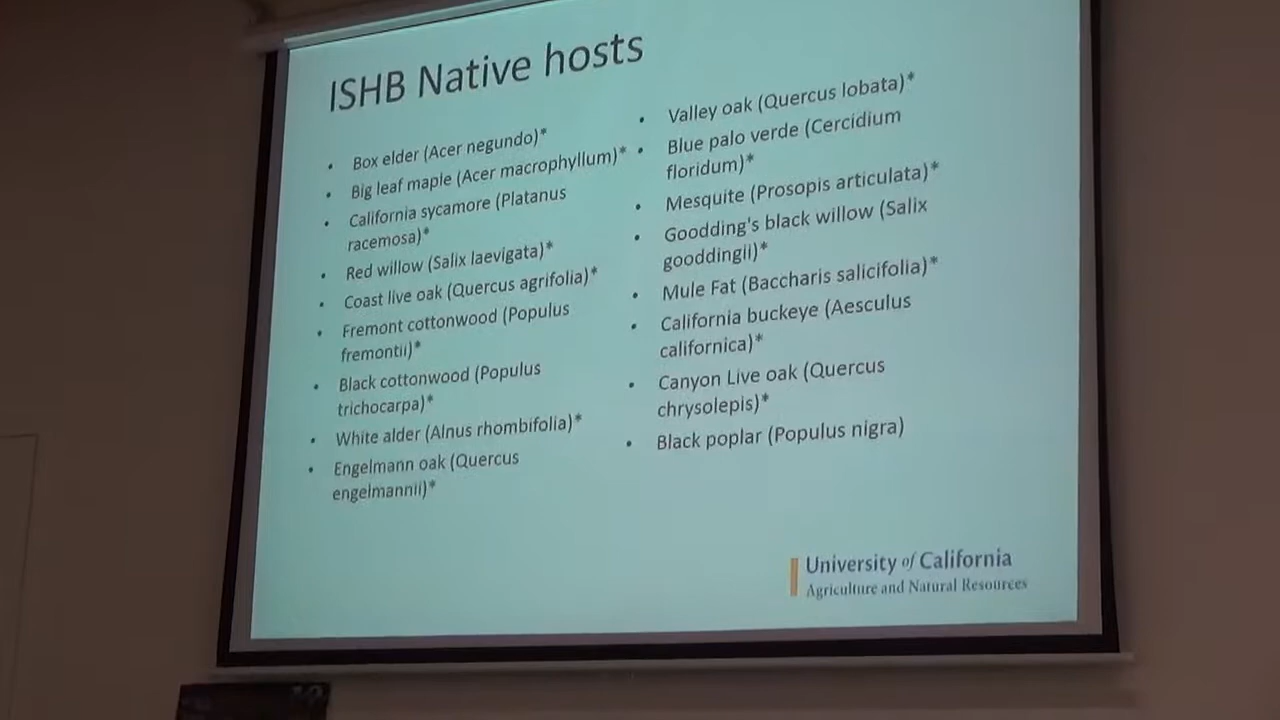 ISHB Native hosts
• Box elder (Acer negundo)*
• Big leaf maple (Acer macrophyllum)*
• California sycamore (Platanus
racemosa)*
• Red willow (Salix laevigata)*
• Coast live oak (Quercus agrifolia)*
• Fremont cottonwood (Populus
fremontii)*
• Black cottonwood (Populus
trichocarpa)*
• White alder (Alnus rhombifolia)*
• Engelmann oak (Quercus
engelmannii)*
• Valley oak (Quercus lobata)*
• Blue palo verde (Cercidium
floridum)*
• Mesquite (Prosopis articulata)*
• Goodding's black willow (Salix
gooddingii)*
• Mule Fat (Baccharis salicifolia)*
• California buckeye (Aesculus
californica)*
• Canyon Live oak (Quercus
chrysolepis)*
• Black poplar (Populus nigra)
University of California
Agriculture and Natural Resources